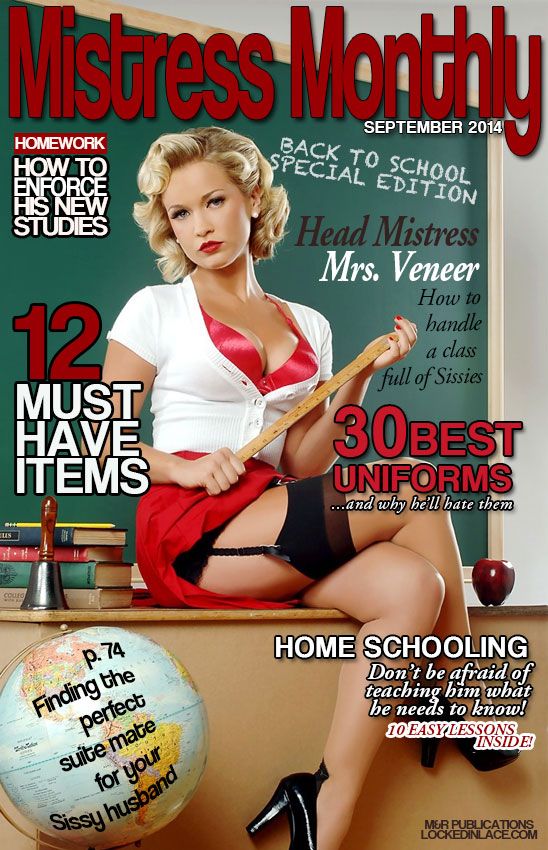 Mistress Monthly
SEPTEMBER 2014
HOMEWORK
HOW TO
ENFORCE
HIS NEW
STUDIES
BACK TO SCHOOL
SPECIAL EDITION
Head Mistress
Mrs. Veneer
How to
handle
a class
full of Sissies
12
MUST
HAVE
ITEMS
30 BEST
UNIFORMS
...and why he'll hate them
HOME SCHOOLING
Don't be afraid of
teaching him what
he needs to know!
10 EASY LESSONS
INSIDE!
p. 74
Finding the
perfect
suite mate
for your
Sissy husband
M&R PUBLICATIONS
LOCKEDINLACE.COM